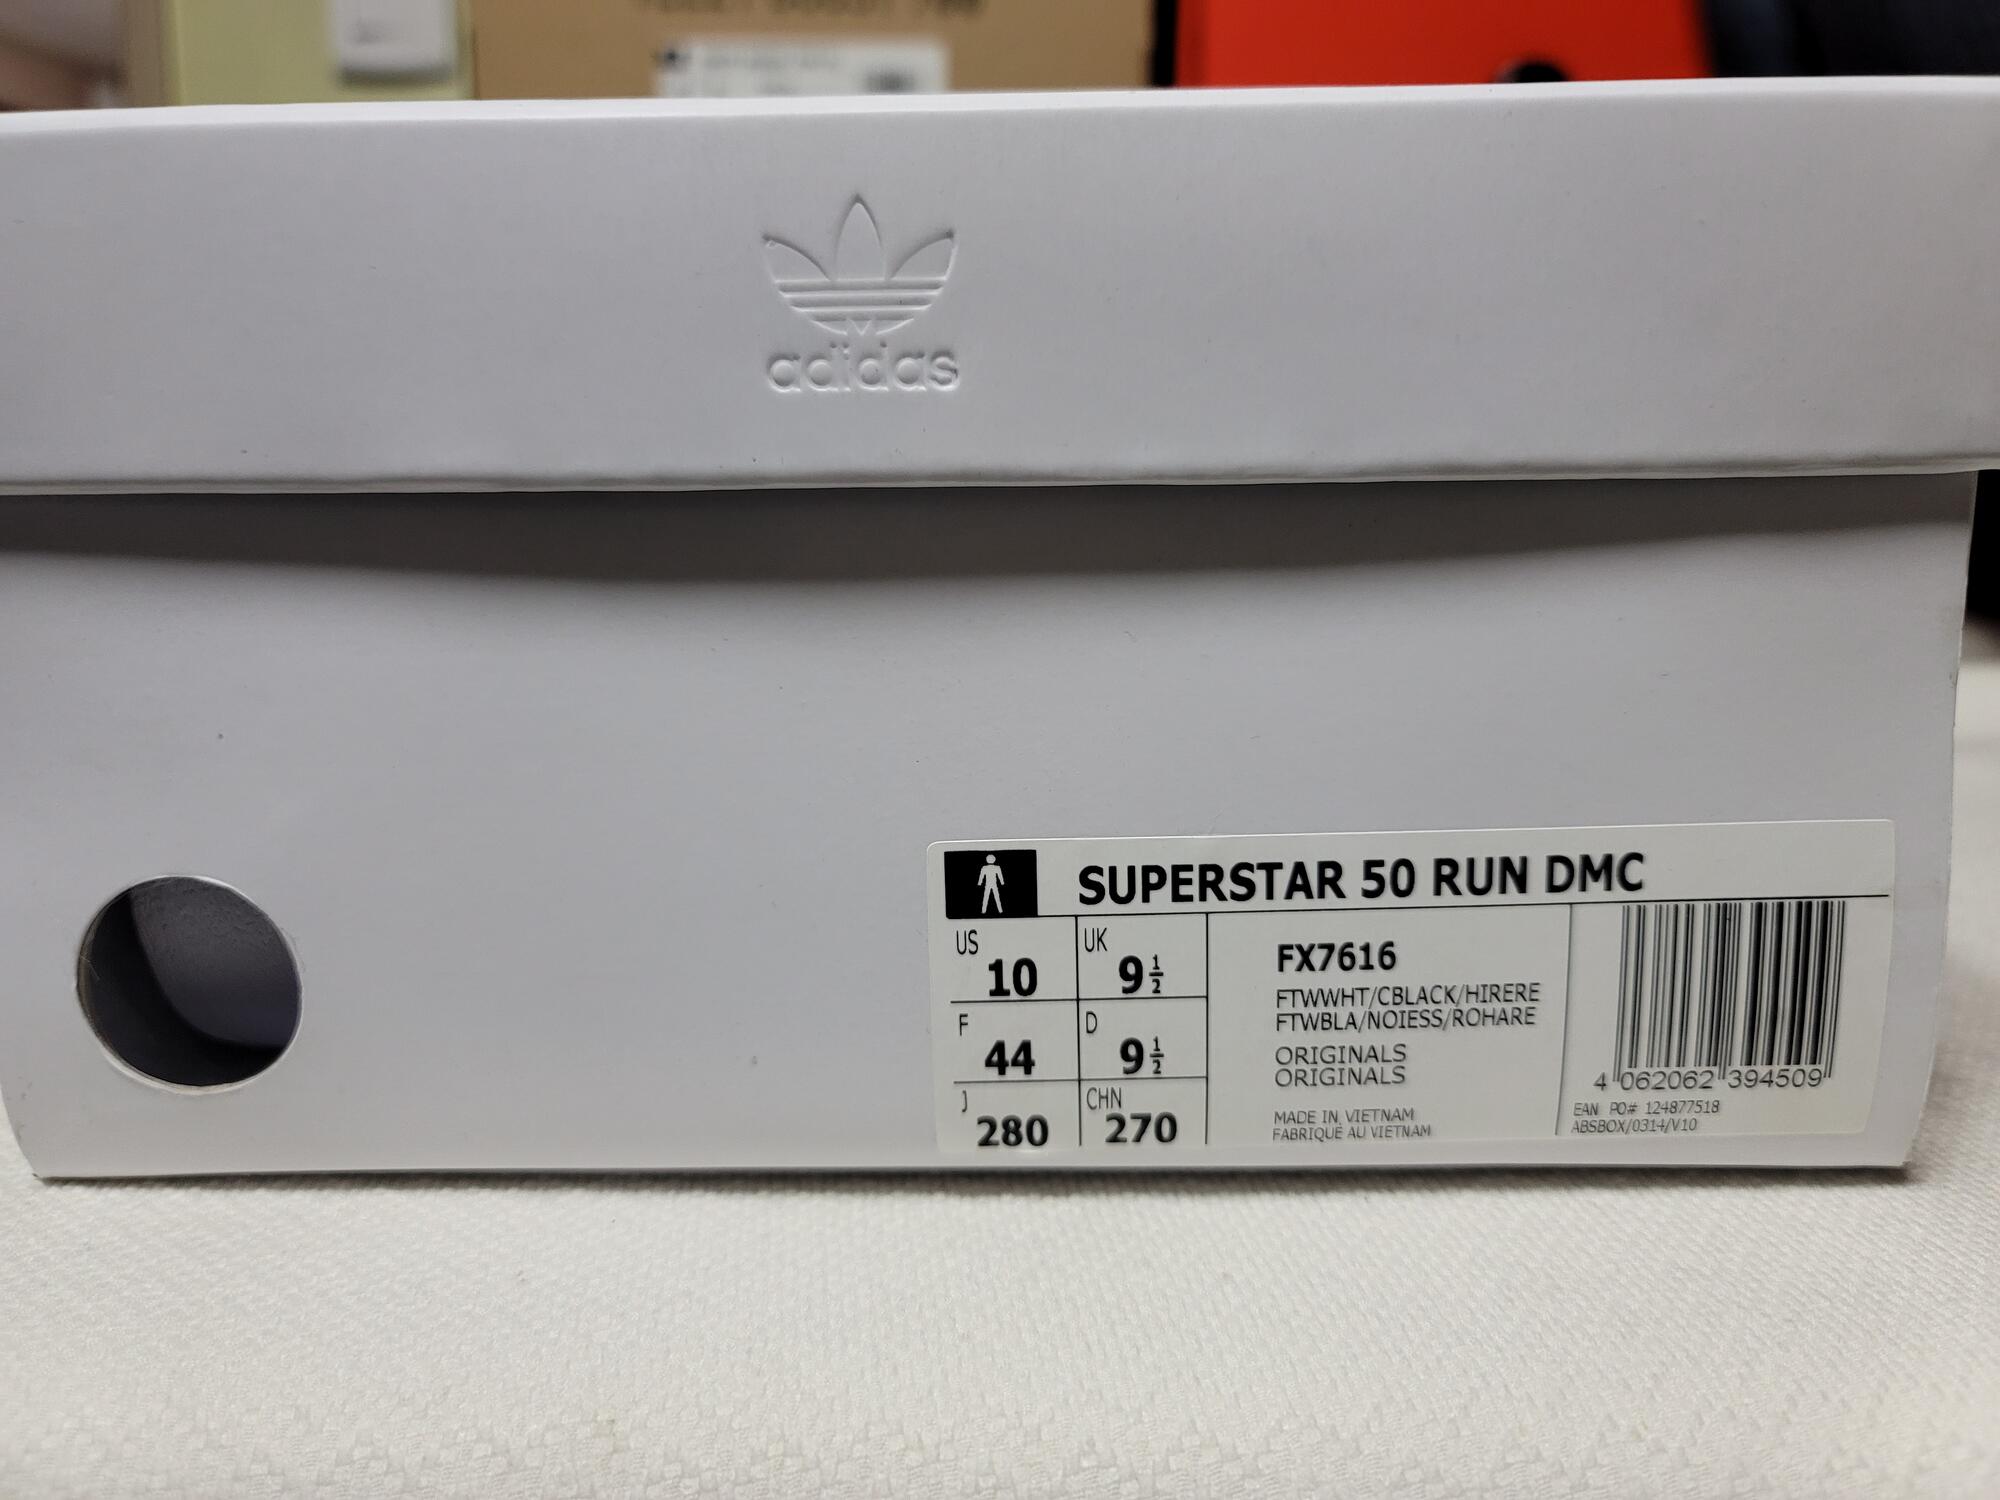 adidas
SUPERSTAR 50 RUN DMC
US 10
UK 9 1/2
F 44
D 9 1/2
J 280
CHN 270
FX7616
FTWWHT/CBLACK/HIRERE
FTWBLA/NOIESS/ROHARE
ORIGINALS
ORIGINALS
MADE IN VIETNAM
FABRIQUÉ AU VIETNAM
4 062062 394509
EAN PO# 124877518
ABSBOX/0314/V10